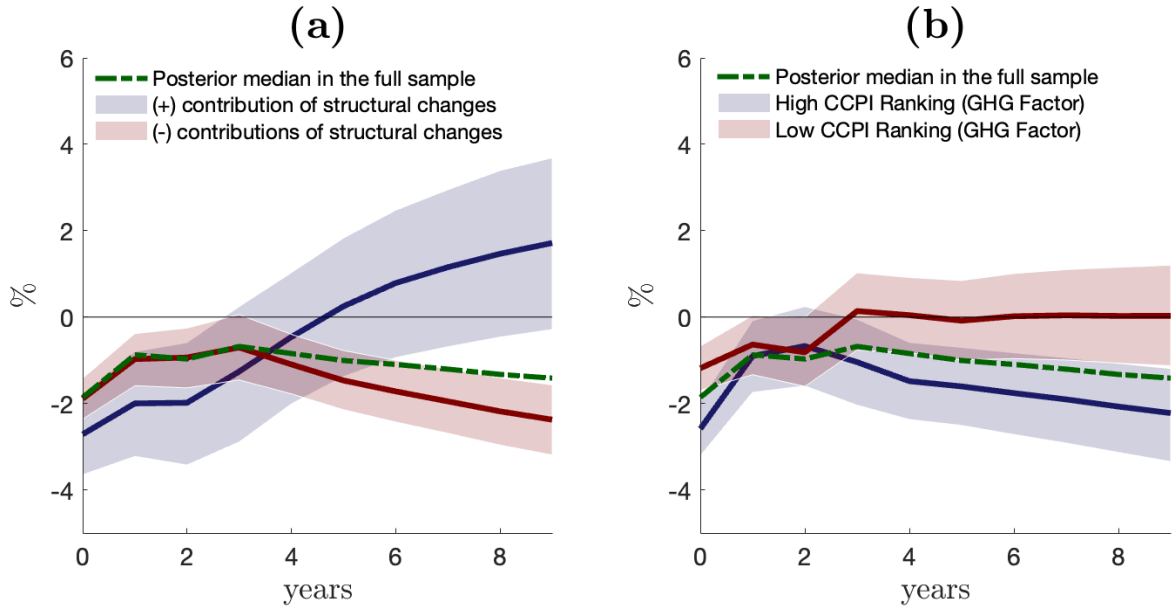 (a)
6
Posterior median in the full sample
(+) contribution of structural changes
(-) contributions of structural changes
4
2
0
-2
-4
%
0
2
4
6
8
years
(b)
6
Posterior median in the full sample
High CCPI Ranking (GHG Factor)
Low CCPI Ranking (GHG Factor)
4
2
0
-2
-4
%
0
2
4
6
8
years